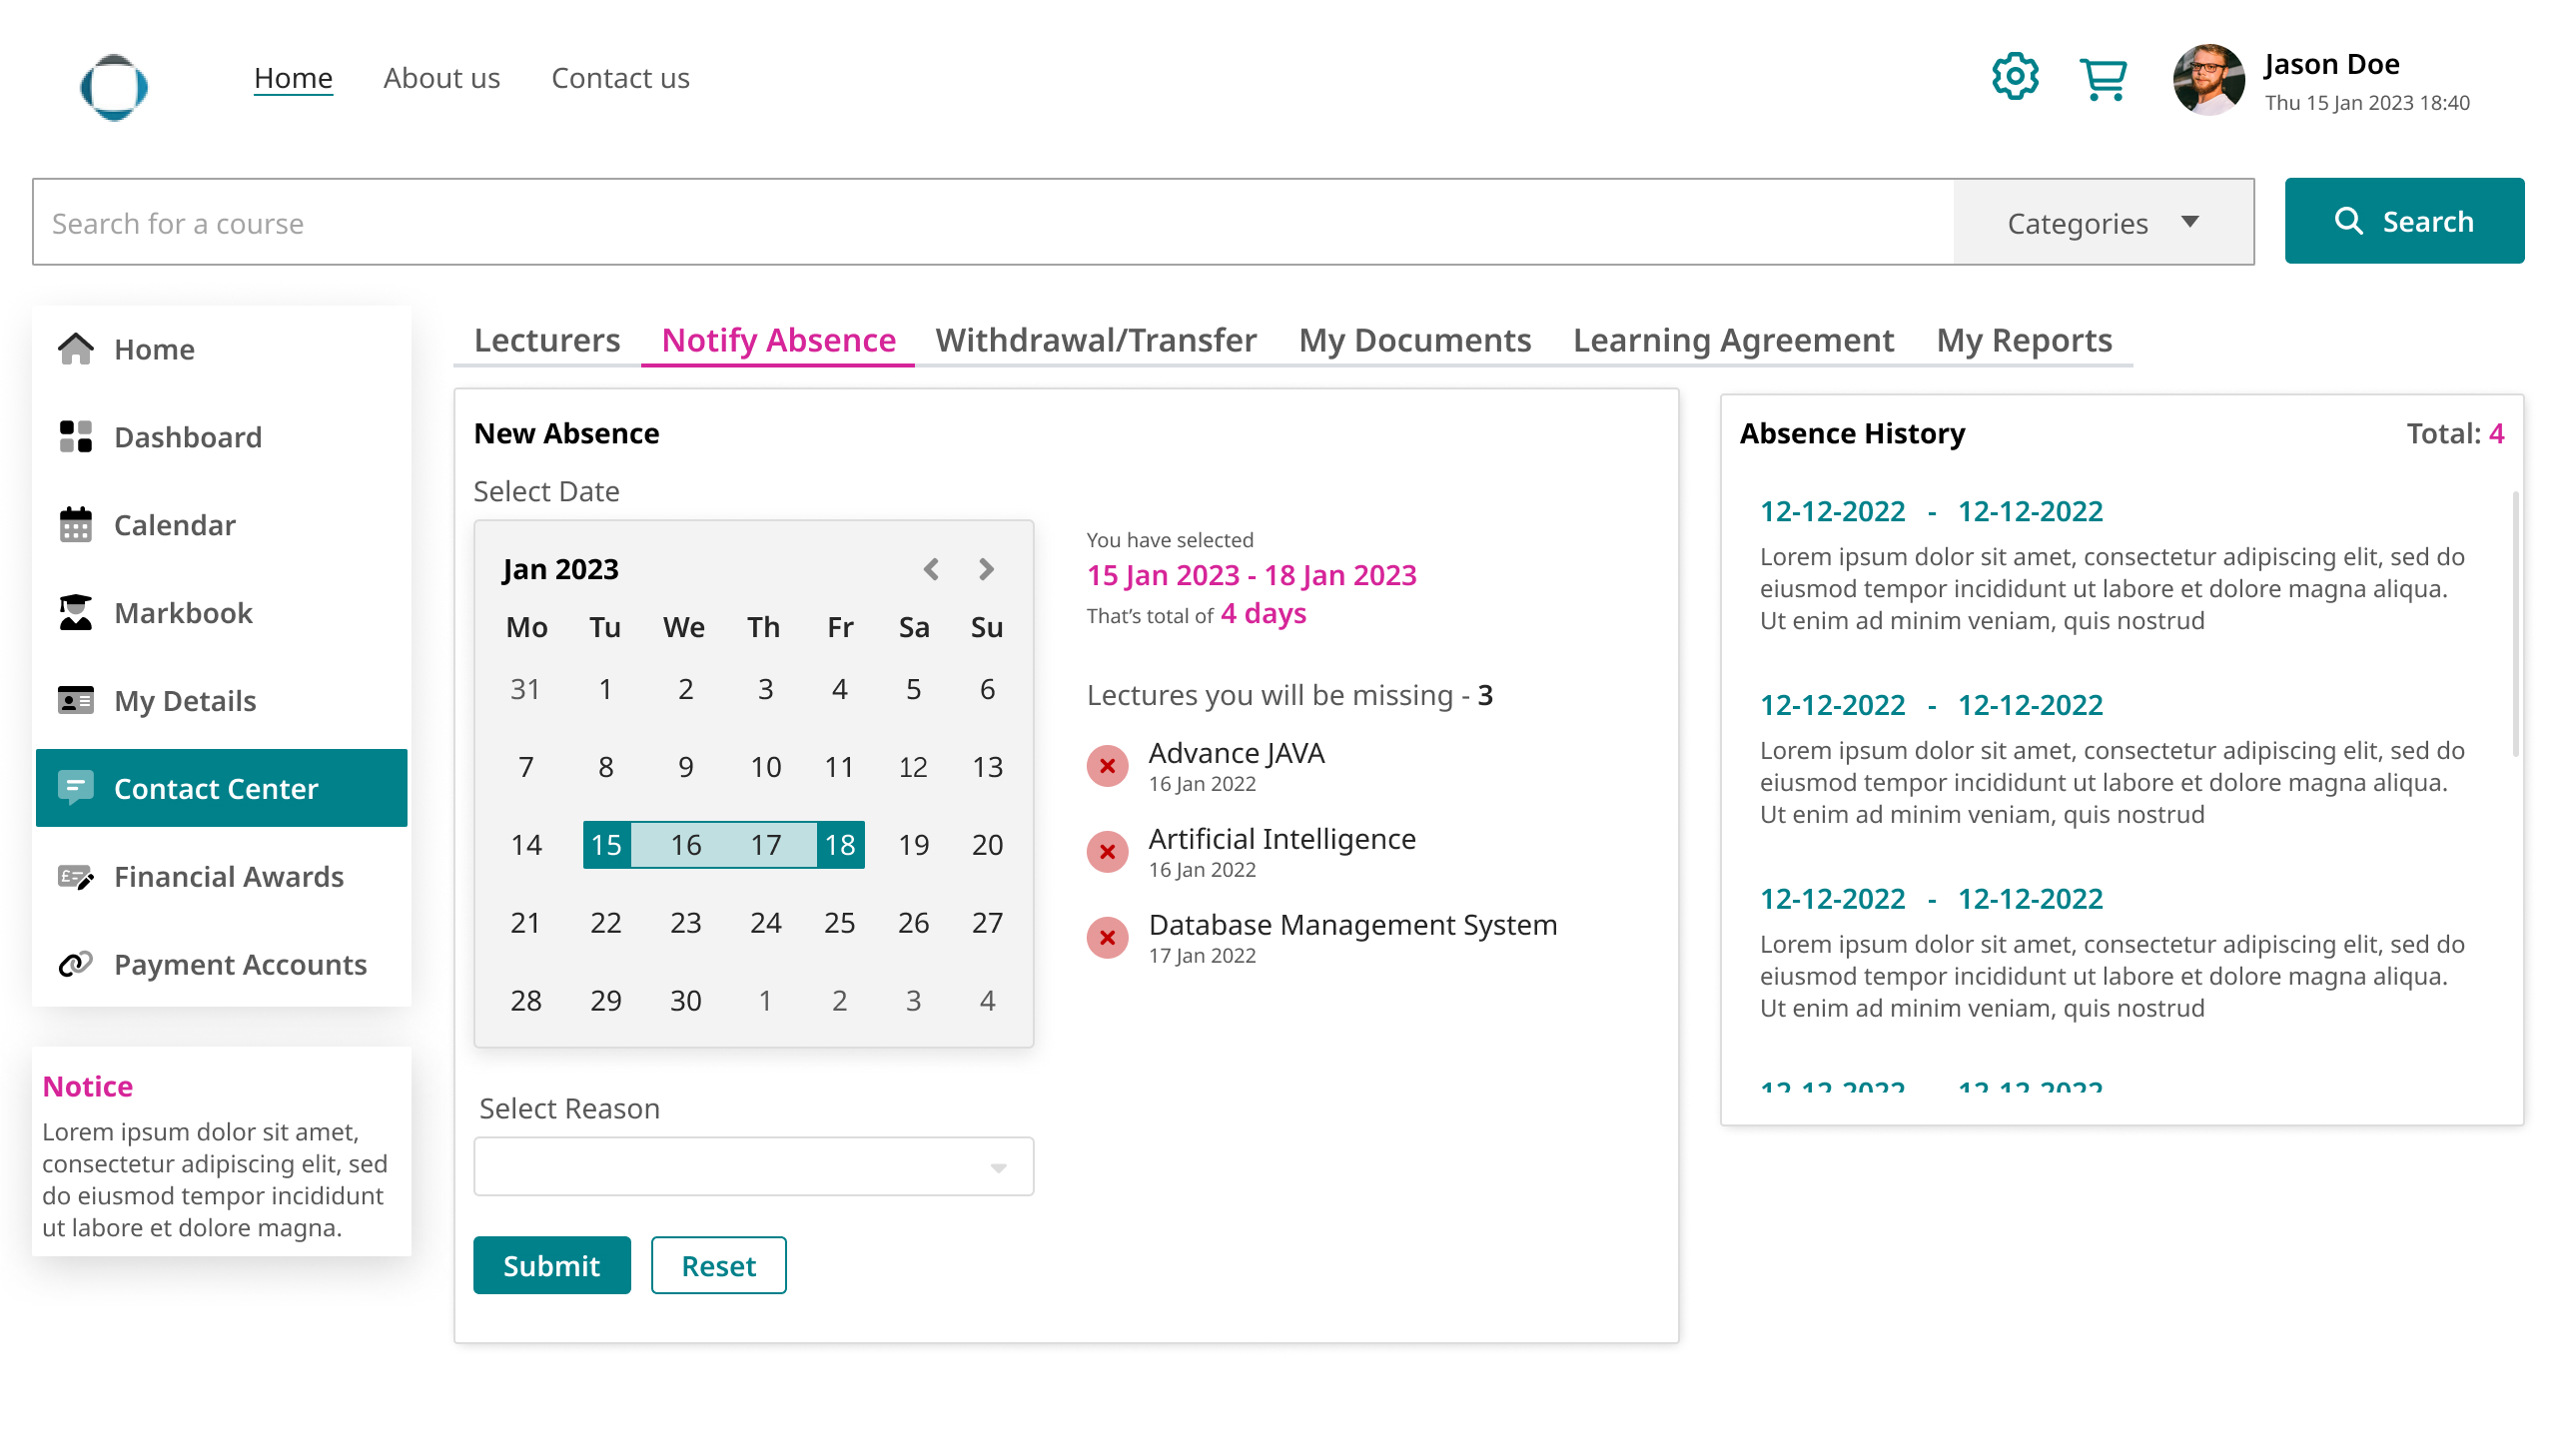 Home About us Contact us
Jason Doe
Thu 15 Jan 2023 18:40
Search for a course
Categories
Search
Home
Dashboard
Calendar
Markbook
My Details
Contact Center
Financial Awards
Payment Accounts
Notice
Lorem ipsum dolor sit amet,
consectetur adipiscing elit, sed
do eiusmod tempor incididunt
ut labore et dolore magna.
Lecturers Notify Absence Withdrawal/Transfer My Documents Learning Agreement My Reports
New Absence
Select Date
Jan 2023
Mo Tu We Th Fr Sa Su
31 1 2 3 4 5 6
7 8 9 10 11 12 13
14 15 16 17 18 19 20
21 22 23 24 25 26 27
28 29 30 1 2 3 4
You have selected
15 Jan 2023 - 18 Jan 2023
That’s total of 4 days
Lectures you will be missing - 3
Advance JAVA
16 Jan 2022
Artificial Intelligence
16 Jan 2022
Database Management System
17 Jan 2022
Select Reason
Submit
Reset
Absence History
Total: 4
12-12-2022 - 12-12-2022
Lorem ipsum dolor sit amet, consectetur adipiscing elit, sed do
eiusmod tempor incididunt ut labore et dolore magna aliqua.
Ut enim ad minim veniam, quis nostrud
12-12-2022 - 12-12-2022
Lorem ipsum dolor sit amet, consectetur adipiscing elit, sed do
eiusmod tempor incididunt ut labore et dolore magna aliqua.
Ut enim ad minim veniam, quis nostrud
12-12-2022 - 12-12-2022
Lorem ipsum dolor sit amet, consectetur adipiscing elit, sed do
eiusmod tempor incididunt ut labore et dolore magna aliqua.
Ut enim ad minim veniam, quis nostrud
12-12-2022 - 12-12-2022